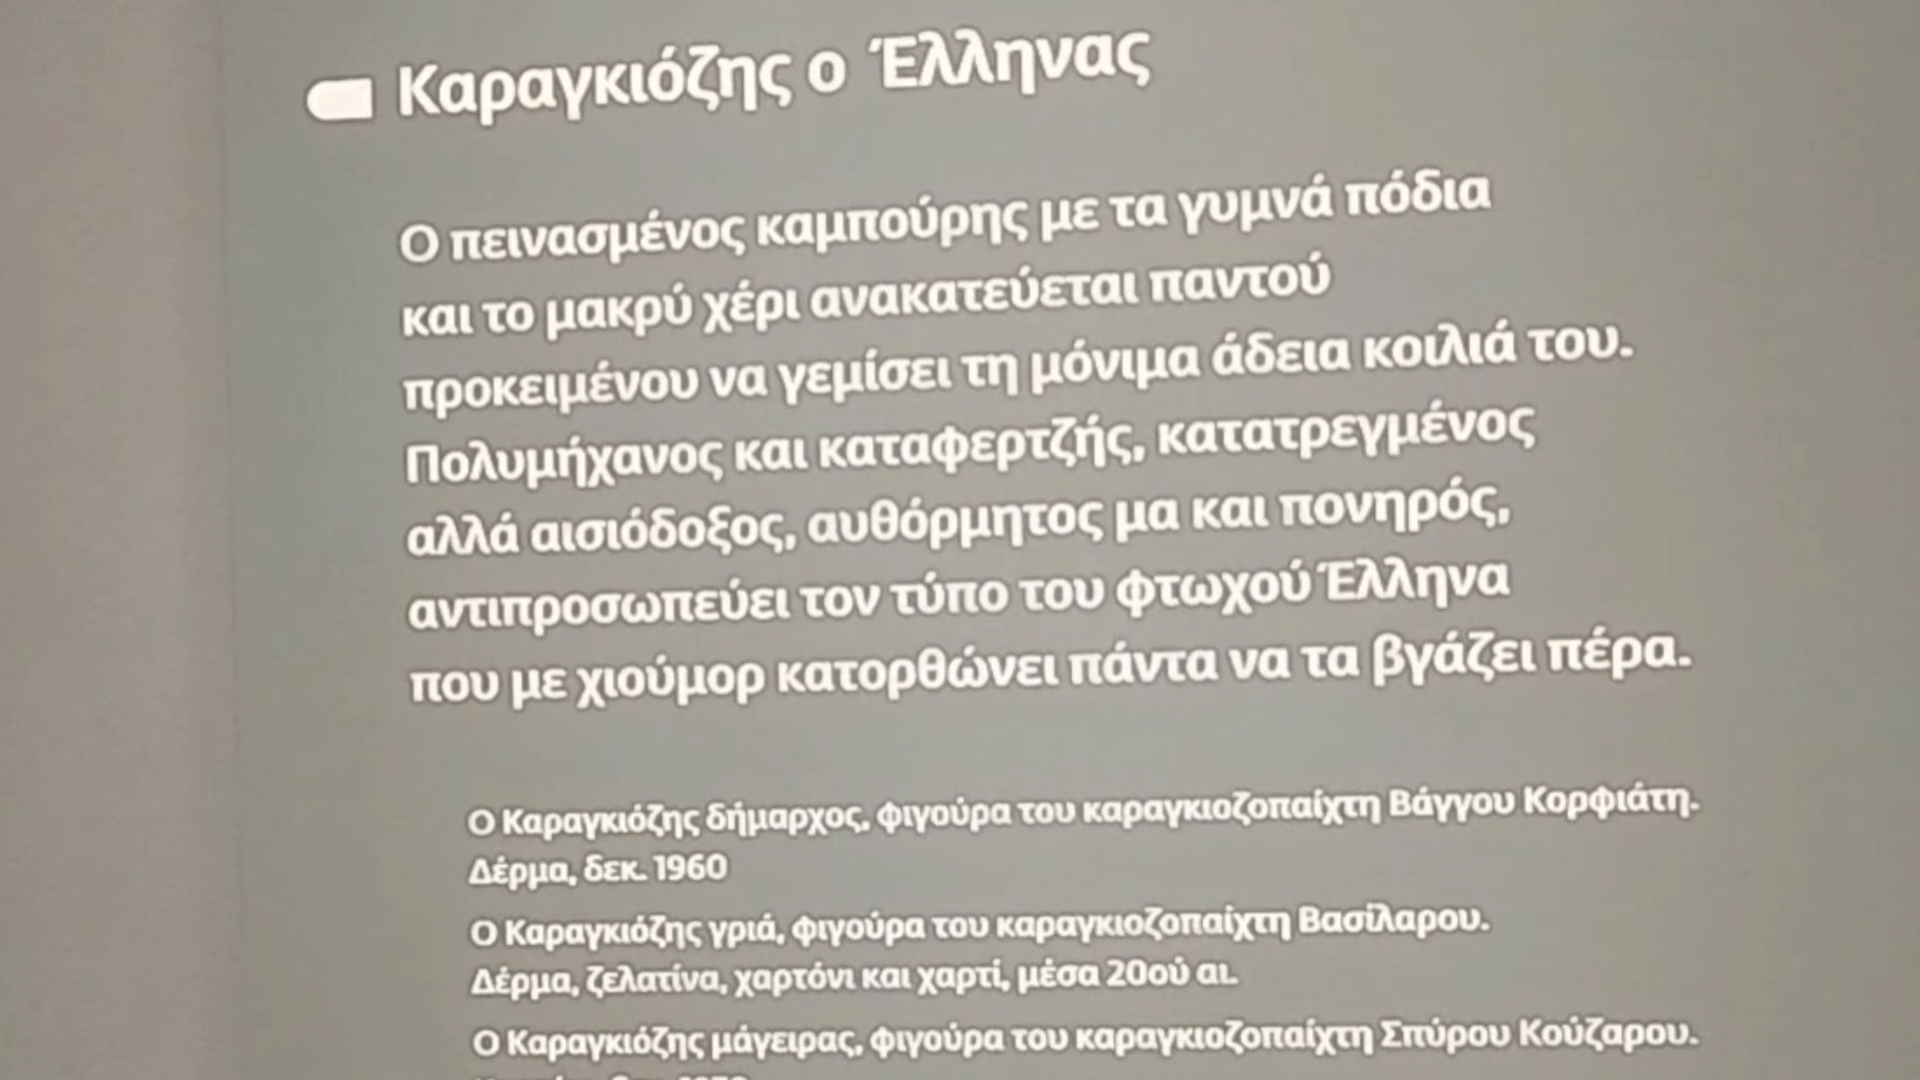 Καραγκιόζης ο Έλληνας
Ο πεινασμένος καμπούρης με τα γυμνά πόδια
και το μακρύ χέρι ανακατεύεται παντού
προκειμένου να γεμίσει τη μόνιμα άδεια κοιλιά του.
Πολυμήχανος και καταφερτζής, κατατρεγμένος
αλλά αισιόδοξος, αυθόρμητος μα και πονηρός,
αντιπροσωπεύει τον τύπο του φτωχού Έλληνα
που με χιούμορ κατορθώνει πάντα να τα βγάζει πέρα.
Ο Καραγκιόζης δήμαρχος, φιγούρα του καραγκιοζοπαίχτη Βάγγου Κορφιάτη.
Δέρμα, δεκ. 1960
Ο Καραγκιόζης γριά, φιγούρα του καραγκιοζοπαίχτη Βασίλαρου.
Δέρμα, ζελατίνα, χαρτόνι και χαρτί, μέσα 20ού αι.
Ο Καραγκιόζης μάγειρας, φιγούρα του καραγκιοζοπαίχτη Σπύρου Κούζαρου.